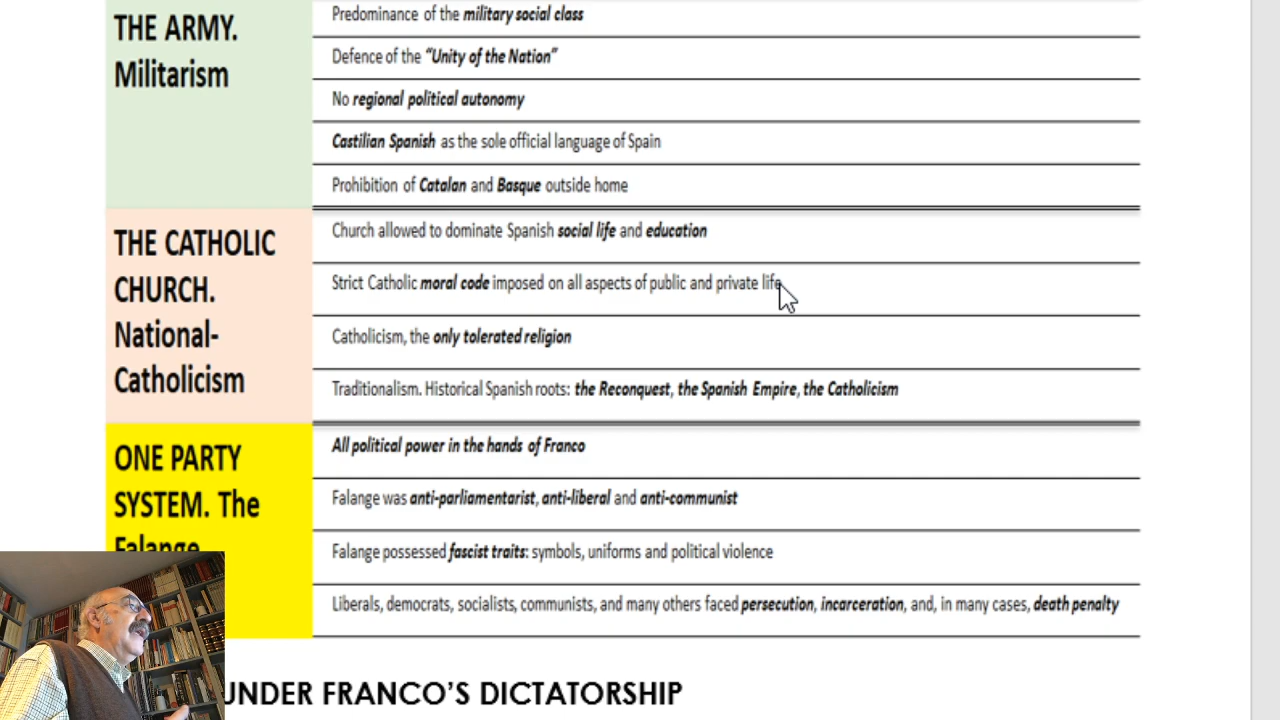 THE ARMY.
Militarism
Predominance of the military social class
Defence of the “Unity of the Nation”
No regional political autonomy
Castilian Spanish as the sole official language of Spain
Prohibition of Catalan and Basque outside home
THE CATHOLIC
CHURCH.
National-
Catholicism
Church allowed to dominate Spanish social life and education
Strict Catholic moral code imposed on all aspects of public and private life
Catholicism, the only tolerated religion
Traditionalism. Historical Spanish roots: the Reconquest, the Spanish Empire, the Catholicism
ONE PARTY
SYSTEM. The
Falange
All political power in the hands of Franco
Falange was anti-parliamentarist, anti-liberal and anti-communist
Falange possessed fascist traits: symbols, uniforms and political violence
Liberals, democrats, socialists, communists, and many others faced persecution, incarceration, and, in many cases, death penalty
UNDER FRANCO’S DICTATORSHIP